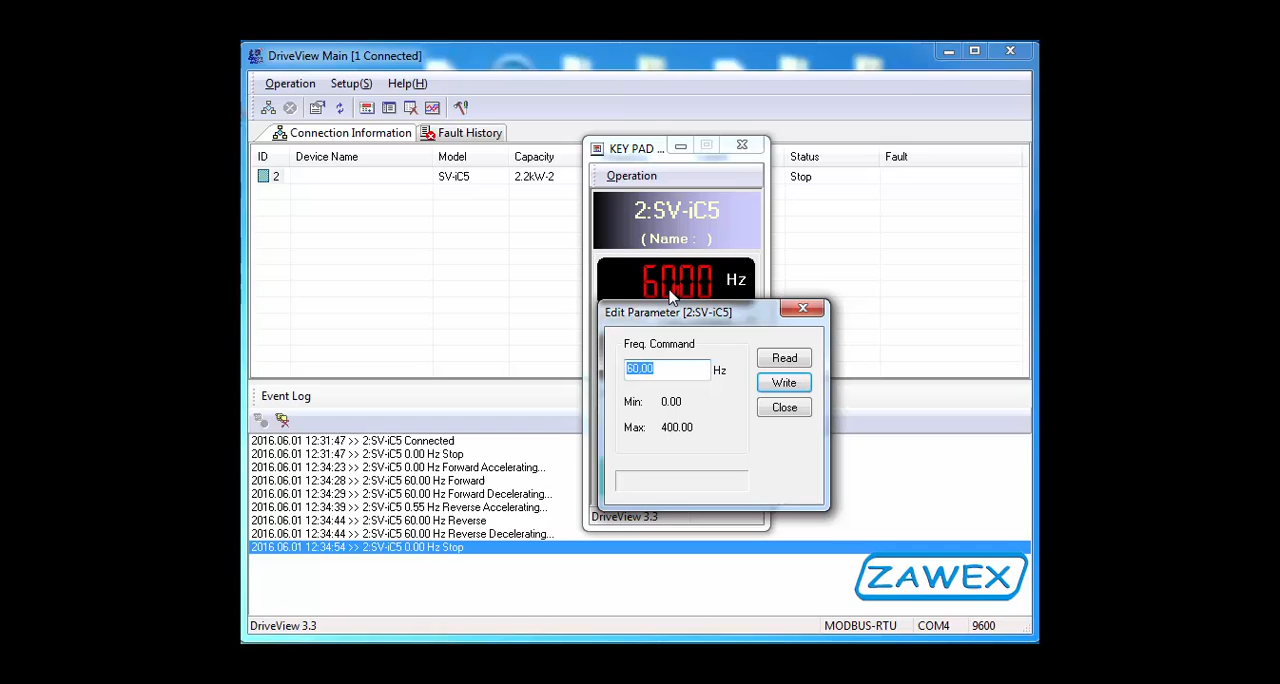 DriveView Main [1 Connected]
Operation Setup(S) Help(H)
Connection Information Fault History
ID Device Name Model Capacity Status Fault
2 SV-iC5 2.2kW-2 Stop
KEY PAD ...
Operation
2:SV-iC5
( Name : )
60.00 Hz
Edit Parameter [2:SV-iC5]
Freq. Command
60.00 Hz
Min: 0.00
Max: 400.00
Read
Write
Close
DriveView 3.3
Event Log
2016.06.01 12:31:47 >> 2:SV-iC5 Connected
2016.06.01 12:31:47 >> 2:SV-iC5 0.00 Hz Stop
2016.06.01 12:34:23 >> 2:SV-iC5 Forward Accelerating...
2016.06.01 12:34:28 >> 2:SV-iC5 60.00 Hz Forward
2016.06.01 12:34:29 >> 2:SV-iC5 60.00 Hz Forward Decelerating...
2016.06.01 12:34:39 >> 2:SV-iC5 0.55 Hz Reverse Accelerating...
2016.06.01 12:34:44 >> 2:SV-iC5 60.00 Hz Reverse
2016.06.01 12:34:44 >> 2:SV-iC5 60.00 Hz Reverse Decelerating...
2016.06.01 12:34:54 >> 2:SV-iC5 0.00 Hz Stop
ZAWEX
DriveView 3.3 MODBUS-RTU COM4 9600